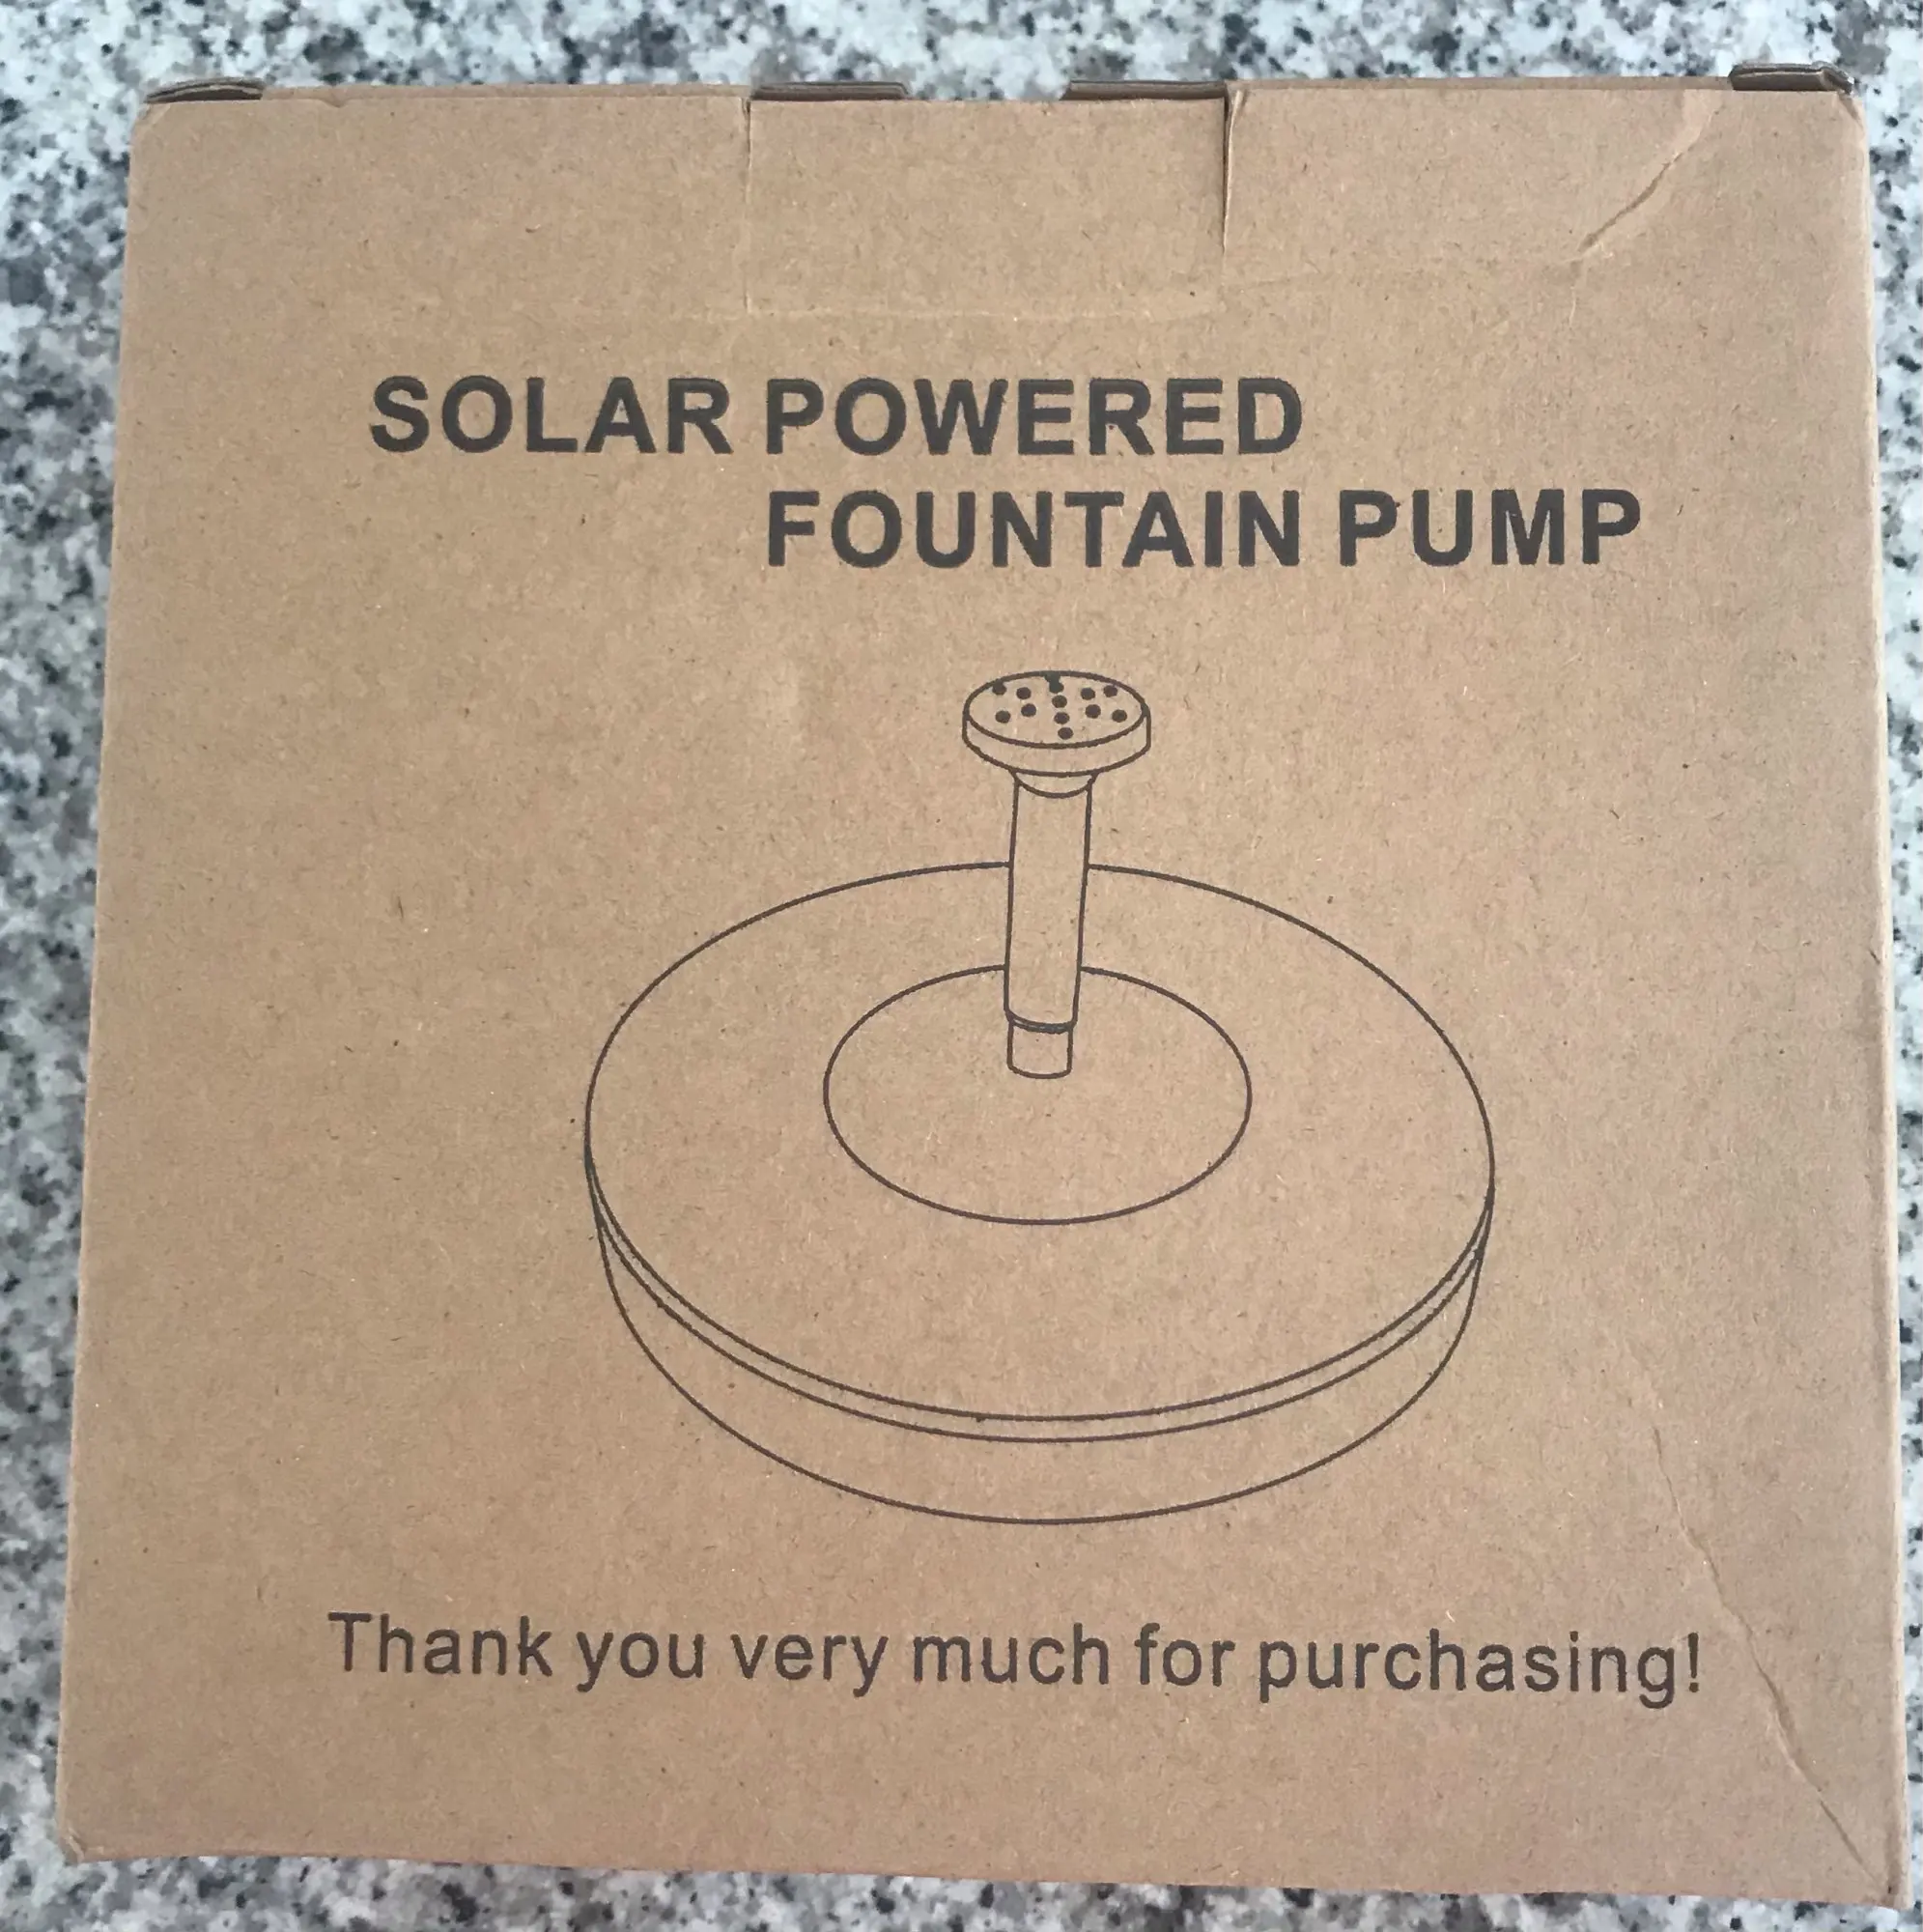 SOLAR POWERED
FOUNTAIN PUMP
Thank you very much for purchasing!